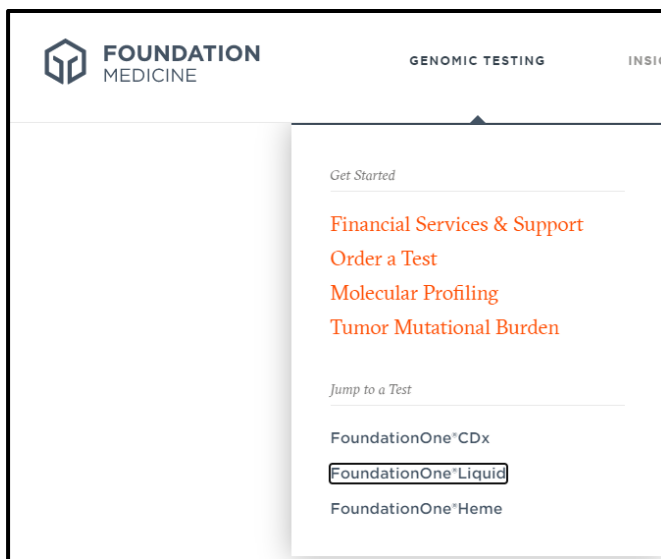 FOUNDATION
MEDICINE
GENOMIC TESTING
Get Started
Financial Services & Support
Order a Test
Molecular Profiling
Tumor Mutational Burden
Jump to a Test
FoundationOne®CDx
FoundationOne®Liquid
FoundationOne®Heme